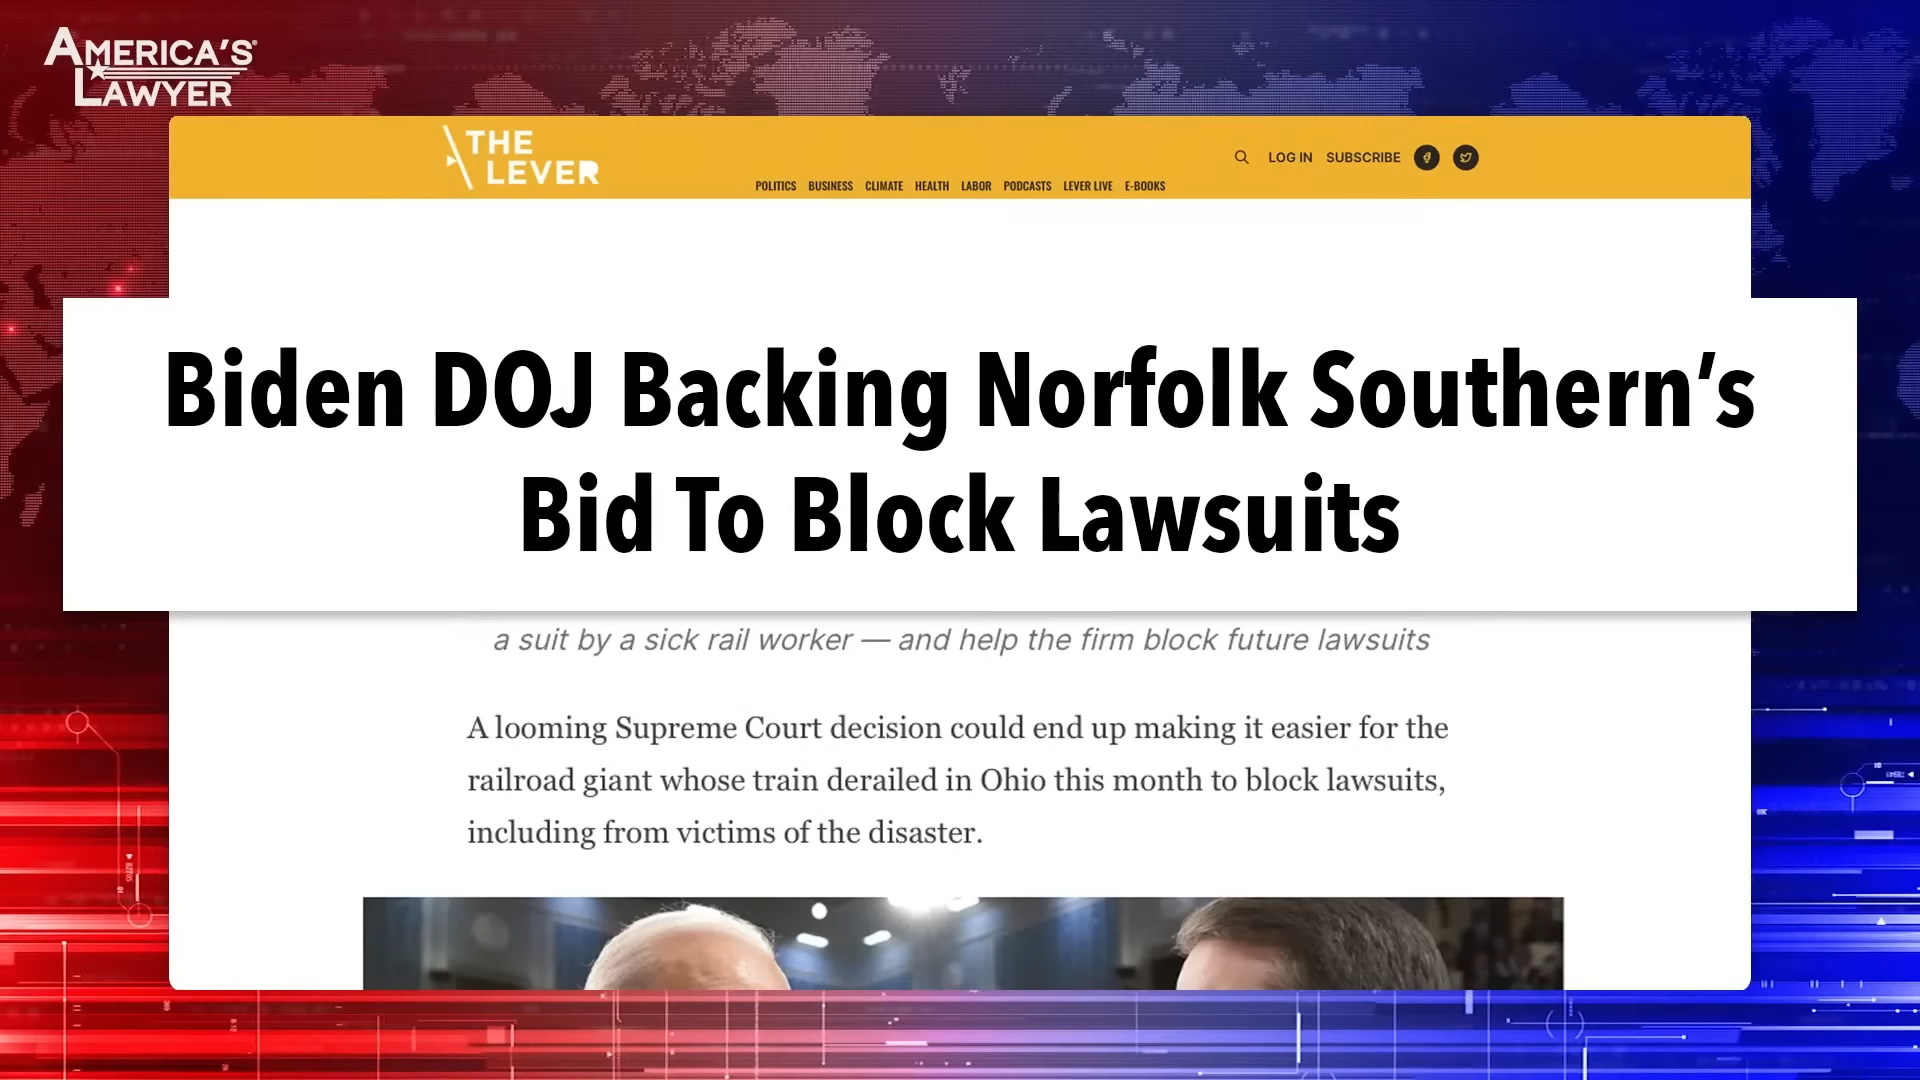 AMERICA'S
LAWYER
THE
LEVER
LOG IN SUBSCRIBE
POLITICS BUSINESS CLIMATE HEALTH LABOR PODCASTS LEVER LIVE E-BOOKS
Biden DOJ Backing Norfolk Southern’s
Bid To Block Lawsuits
a suit by a sick rail worker — and help the firm block future lawsuits
A looming Supreme Court decision could end up making it easier for the
railroad giant whose train derailed in Ohio this month to block lawsuits,
including from victims of the disaster.